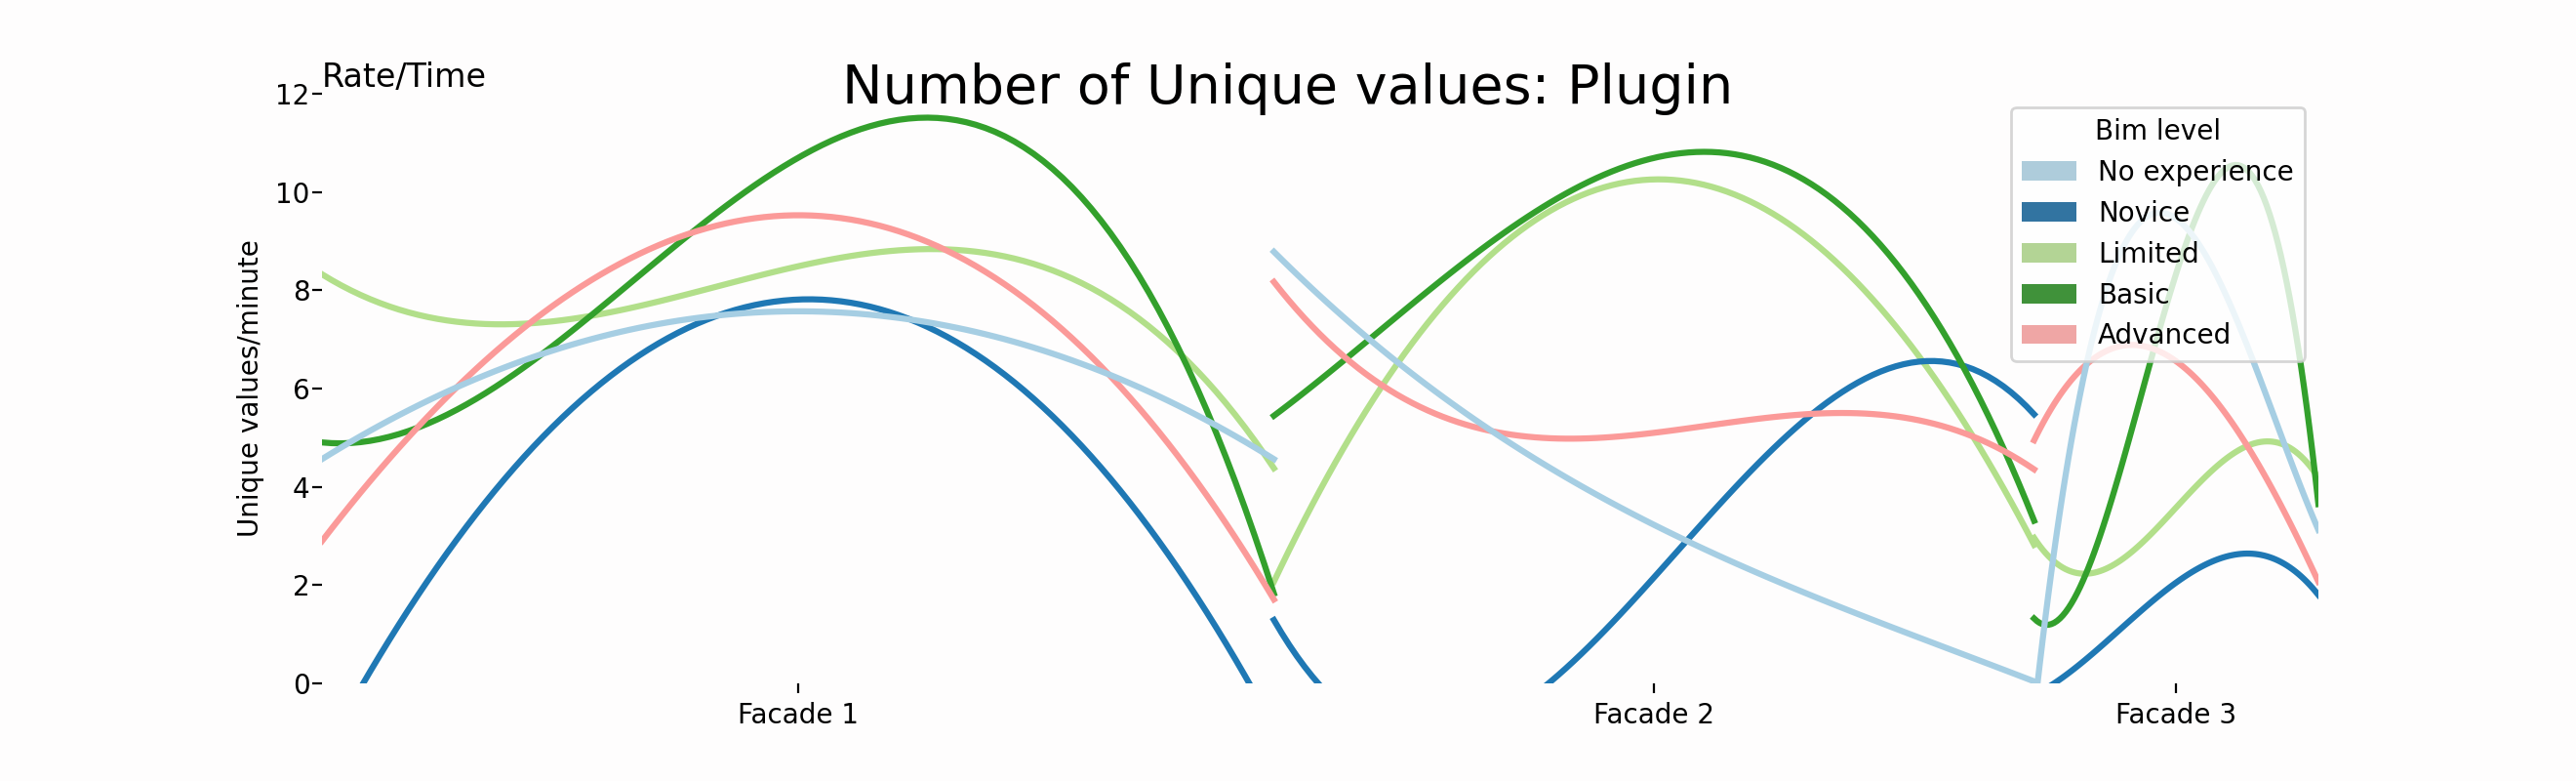 Rate/Time
Number of Unique values: Plugin
Unique values/minute
12
10
8
6
4
2
0
Facade 1
Facade 2
Facade 3
Bim level
No experience
Novice
Limited
Basic
Advanced